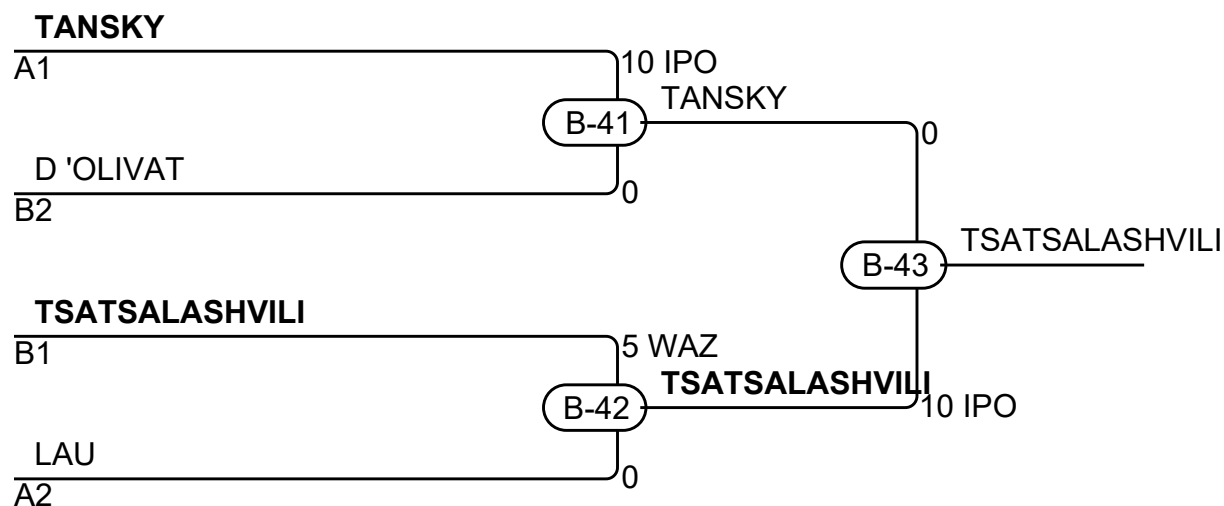 TANSKY
A1
10 IPO
TANSKY
B-41
0
D 'OLIVAT
B2
0
TSATSALASHVILI
B-43
TSATSALASHVILI
B1
5 WAZ
TSATSALASHVILI
10 IPO
B-42
LAU
A2
0